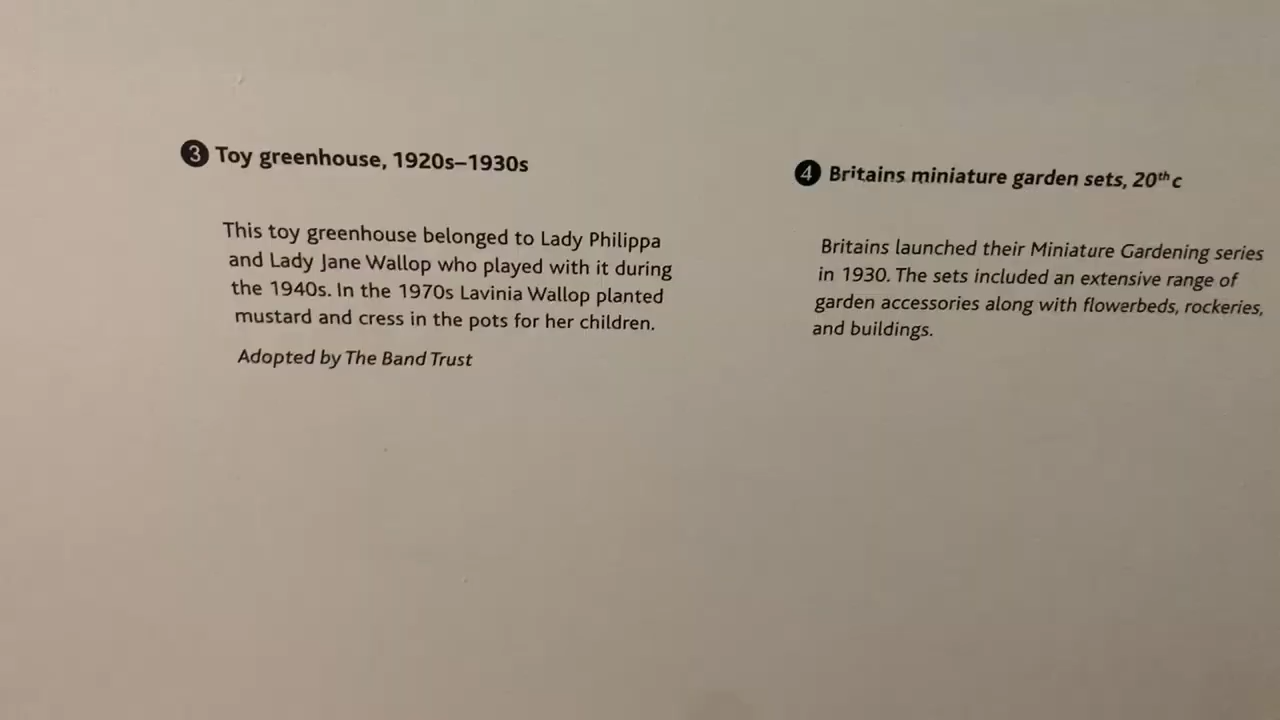 3 Toy greenhouse, 1920s–1930s
This toy greenhouse belonged to Lady Philippa
and Lady Jane Wallop who played with it during
the 1940s. In the 1970s Lavinia Wallop planted
mustard and cress in the pots for her children.
Adopted by The Band Trust
4 Britains miniature garden sets, 20th c
Britains launched their Miniature Gardening series
in 1930. The sets included an extensive range of
garden accessories along with flowerbeds, rockeries,
and buildings.